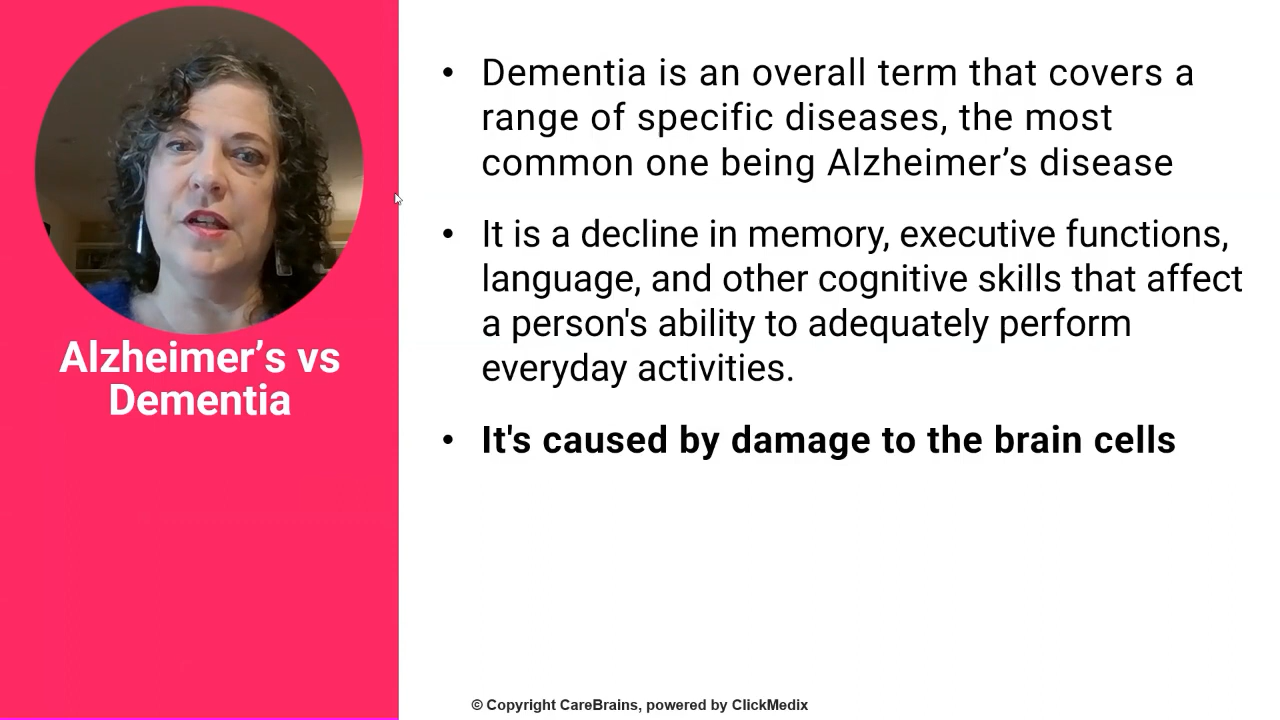 Alzheimer’s vs
Dementia
• Dementia is an overall term that covers a
range of specific diseases, the most
common one being Alzheimer’s disease
• It is a decline in memory, executive functions,
language, and other cognitive skills that affect
a person's ability to adequately perform
everyday activities.
• It's caused by damage to the brain cells
© Copyright CareBrains, powered by ClickMedix